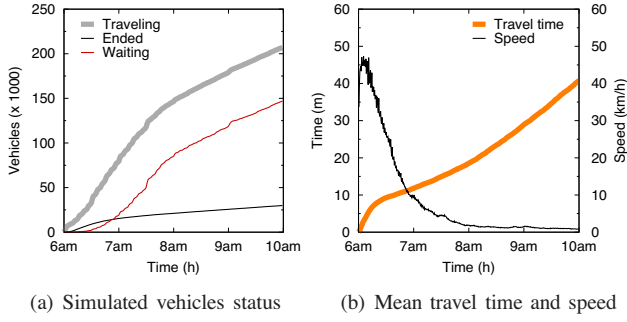 Vehicles (x 1000)
250
200
150
100
50
0
Traveling
Ended
Waiting
6am 7am 8am 9am 10am
Time (h)
(a) Simulated vehicles status
Time (m)
60
50
40
30
20
10
0
Travel time
Speed
60
50
40
30
20
10
0
Speed (km/h)
6am 7am 8am 9am 10am
Time (h)
(b) Mean travel time and speed